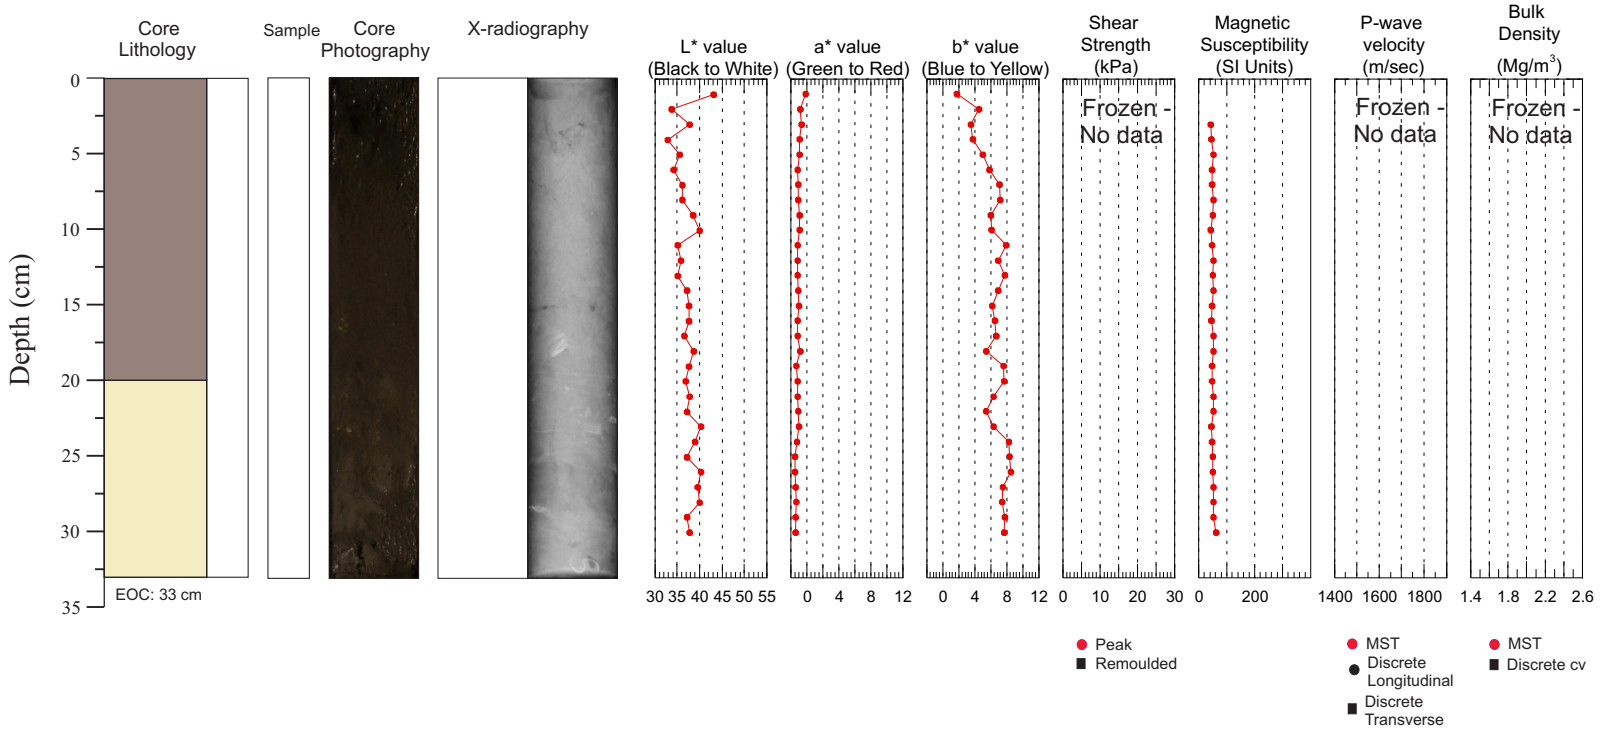 Core
Lithology
Sample
Core
Photography
X-radiography
L* value
(Black to White)
a* value
(Green to Red)
b* value
(Blue to Yellow)
Shear
Strength
(kPa)
Magnetic
Susceptibility
(SI Units)
P-wave
velocity
(m/sec)
Bulk
Density
(Mg/m³)
Depth (cm)
0
5
10
15
20
25
30
35
Frozen -
No data
Frozen -
No data
Frozen -
No data
EOC: 33 cm
30 35 40 45 50 55
0 4 8 12
0 4 8 12
0 10 20 30
0 200
1400 1600 1800
1.4 1.8 2.2 2.6
Peak
Remoulded
MST
Discrete
Longitudinal
Discrete
Transverse
MST
Discrete cv